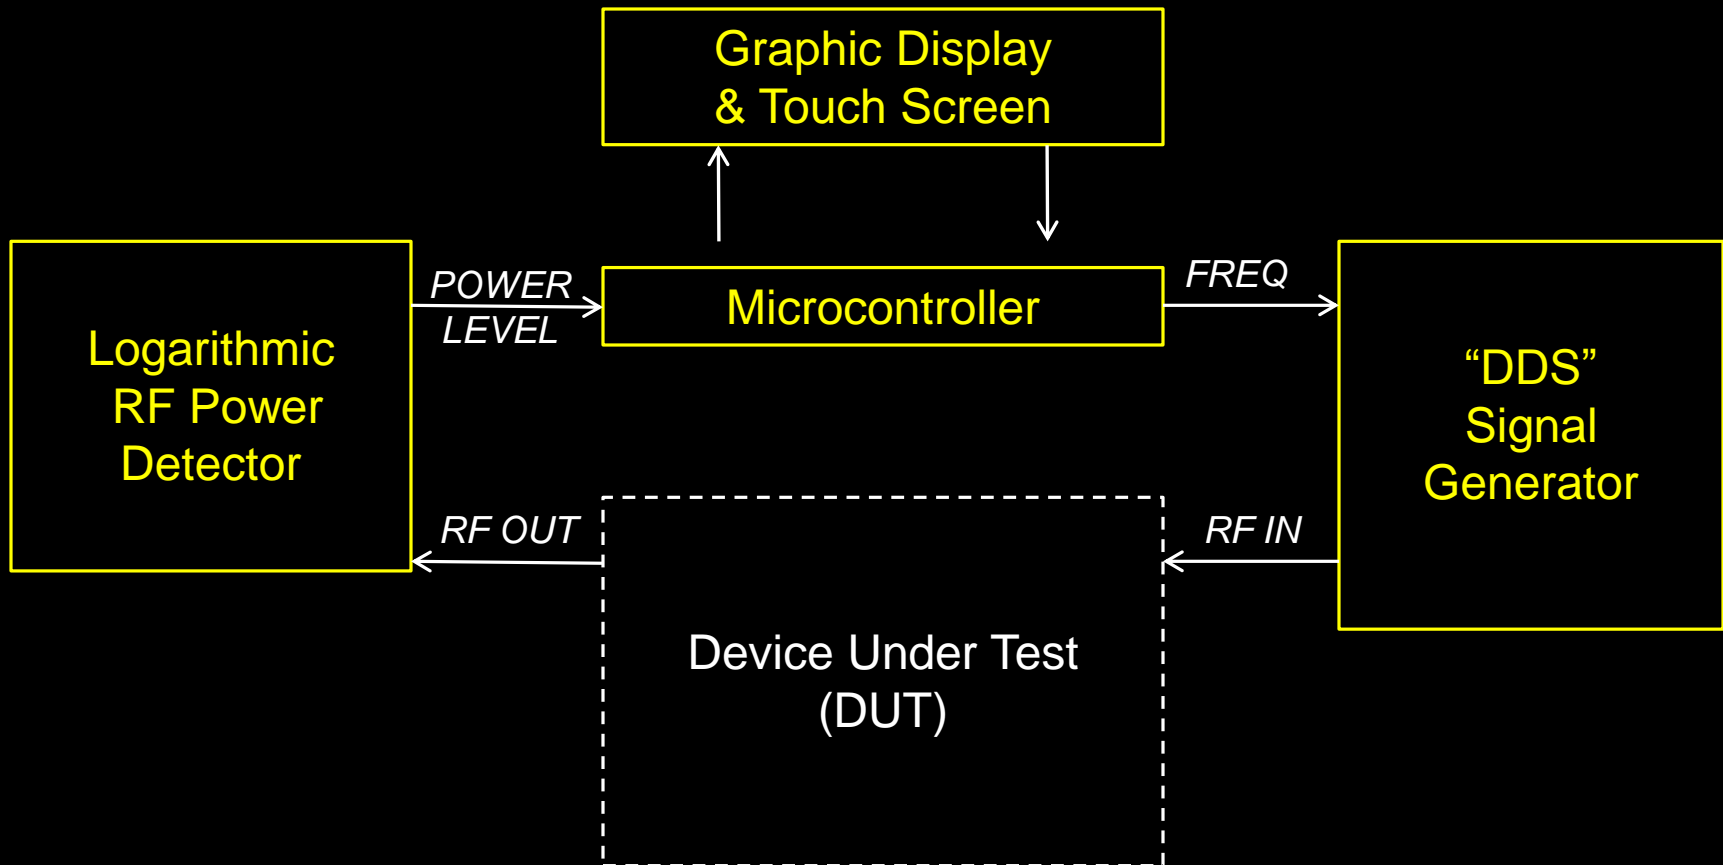 Graphic Display
& Touch Screen
POWER
LEVEL
Microcontroller
FREQ
Logarithmic
RF Power
Detector
“DDS”
Signal
Generator
RF OUT
RF IN
Device Under Test
(DUT)